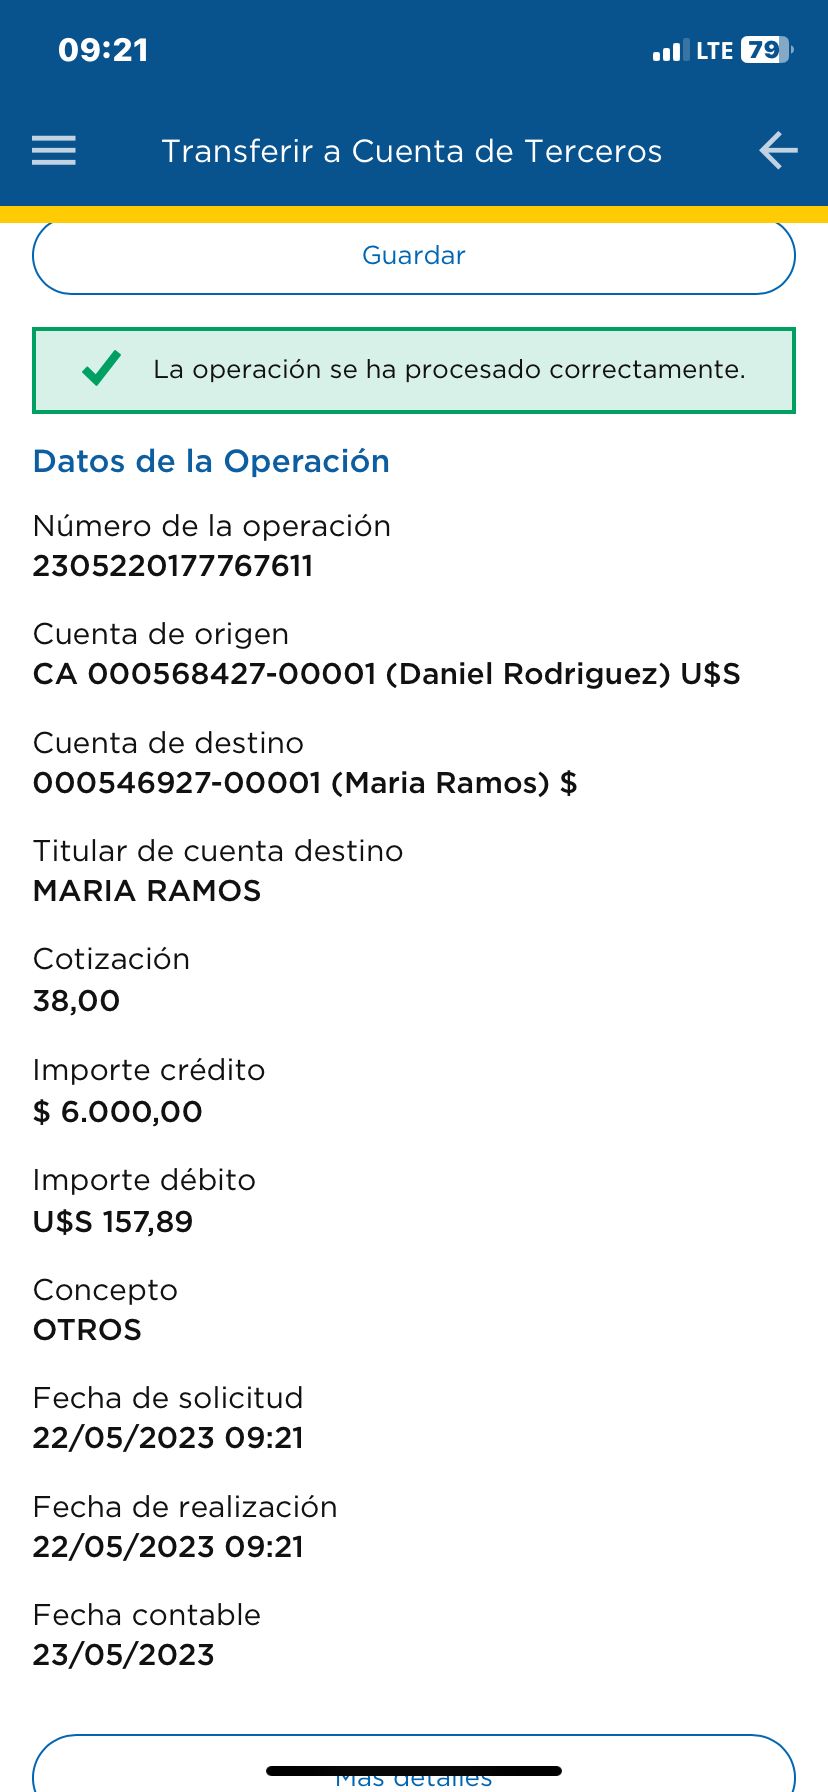 09:21
LTE 79
Transferir a Cuenta de Terceros
Guardar
La operación se ha procesado correctamente.
Datos de la Operación
Número de la operación
2305220177767611
Cuenta de origen
CA 000568427-00001 (Daniel Rodriguez) U$S
Cuenta de destino
000546927-00001 (Maria Ramos) $
Titular de cuenta destino
MARIA RAMOS
Cotización
38,00
Importe crédito
$ 6.000,00
Importe débito
U$S 157,89
Concepto
OTROS
Fecha de solicitud
22/05/2023 09:21
Fecha de realización
22/05/2023 09:21
Fecha contable
23/05/2023
Más detalles